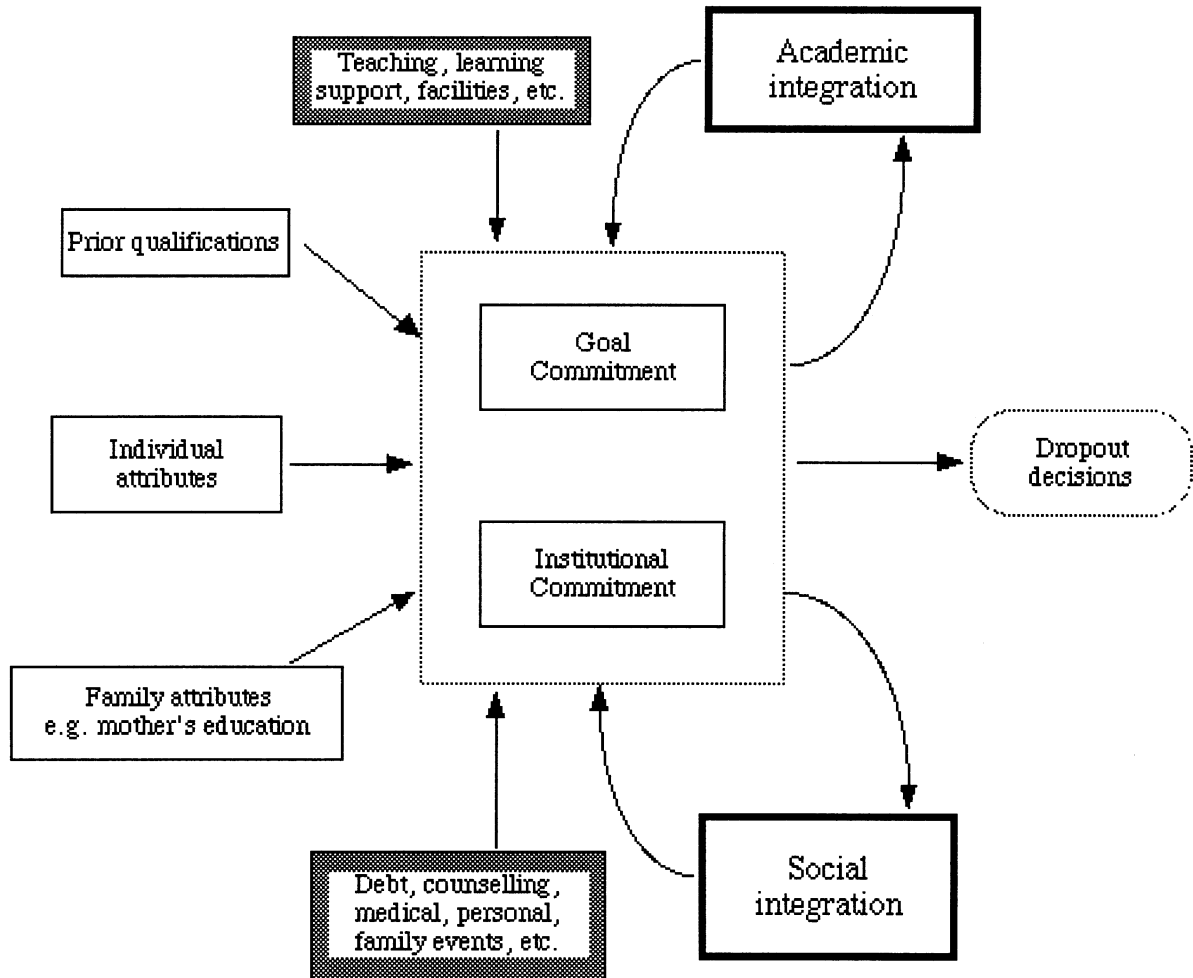 Teaching, learning
support, facilities, etc.
Academic
integration
Prior qualifications
Goal
Commitment
Individual
attributes
Dropout
decisions
Institutional
Commitment
Family attributes
e.g. mother's education
Debt, counselling,
medical, personal,
family events, etc.
Social
integration